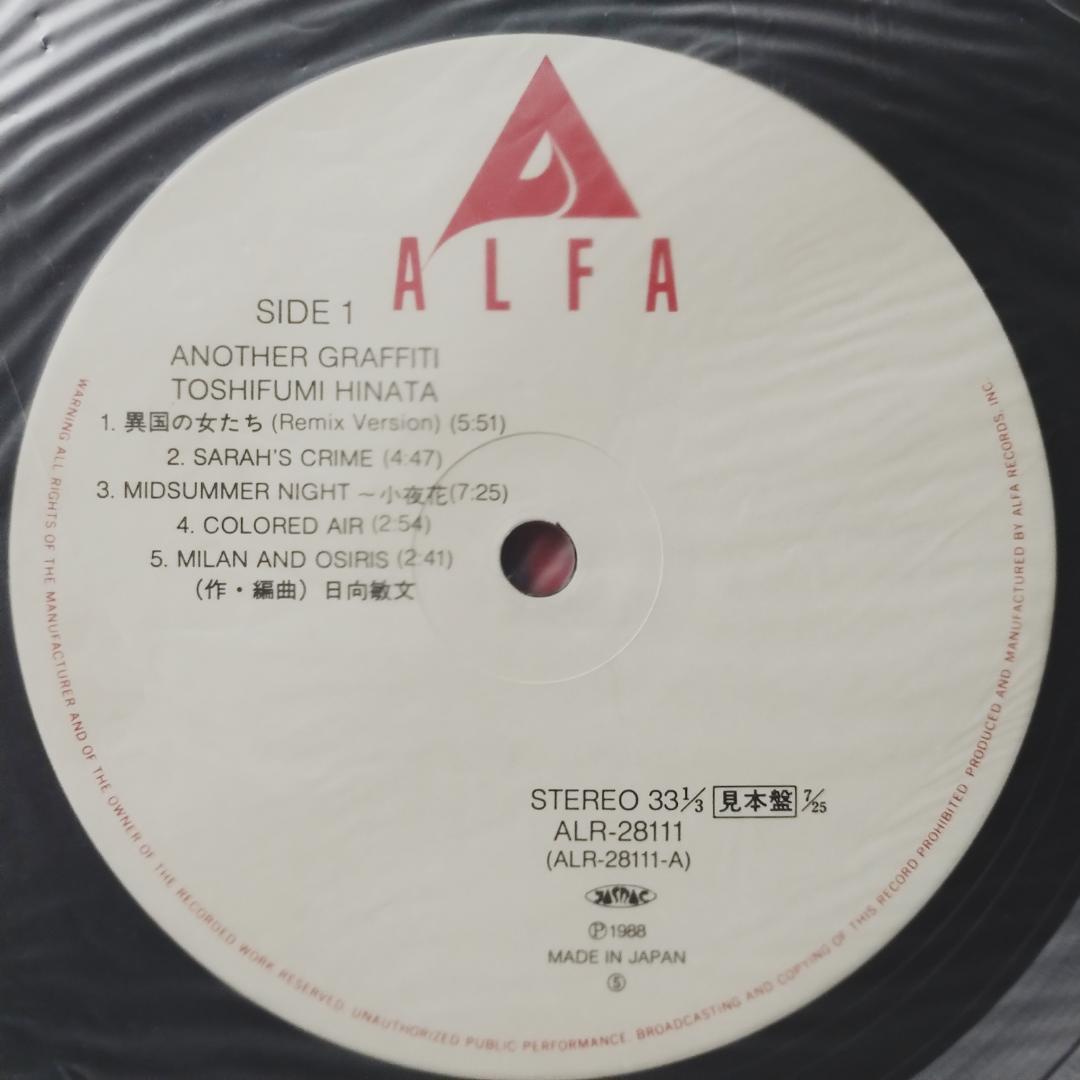 ALFA
SIDE 1
ANOTHER GRAFFITI
TOSHIFUMI HINATA
1. 異国の女たち (Remix Version) (5:51)
2. SARAH'S CRIME (4:47)
3. MIDSUMMER NIGHT ~小夜花 (7:25)
4. COLORED AIR (2:54)
5. MILAN AND OSIRIS (2:41)
(作・編曲) 日向敏文
STEREO 33⅓ 見本盤 7/25
ALR-28111
(ALR-28111-A)
JASRAC
Ⓟ1988
MADE IN JAPAN
Ⓢ
WARNING ALL RIGHTS OF THE MANUFACTURER AND OF THE OWNER OF THE RECORDED WORK RESERVED. UNAUTHORIZED PUBLIC PERFORMANCE. BROADCASTING AND COPYING OF THIS RECORD PROHIBITED PRODUCED AND MANUFACTURED BY ALFA RECORDS, INC.